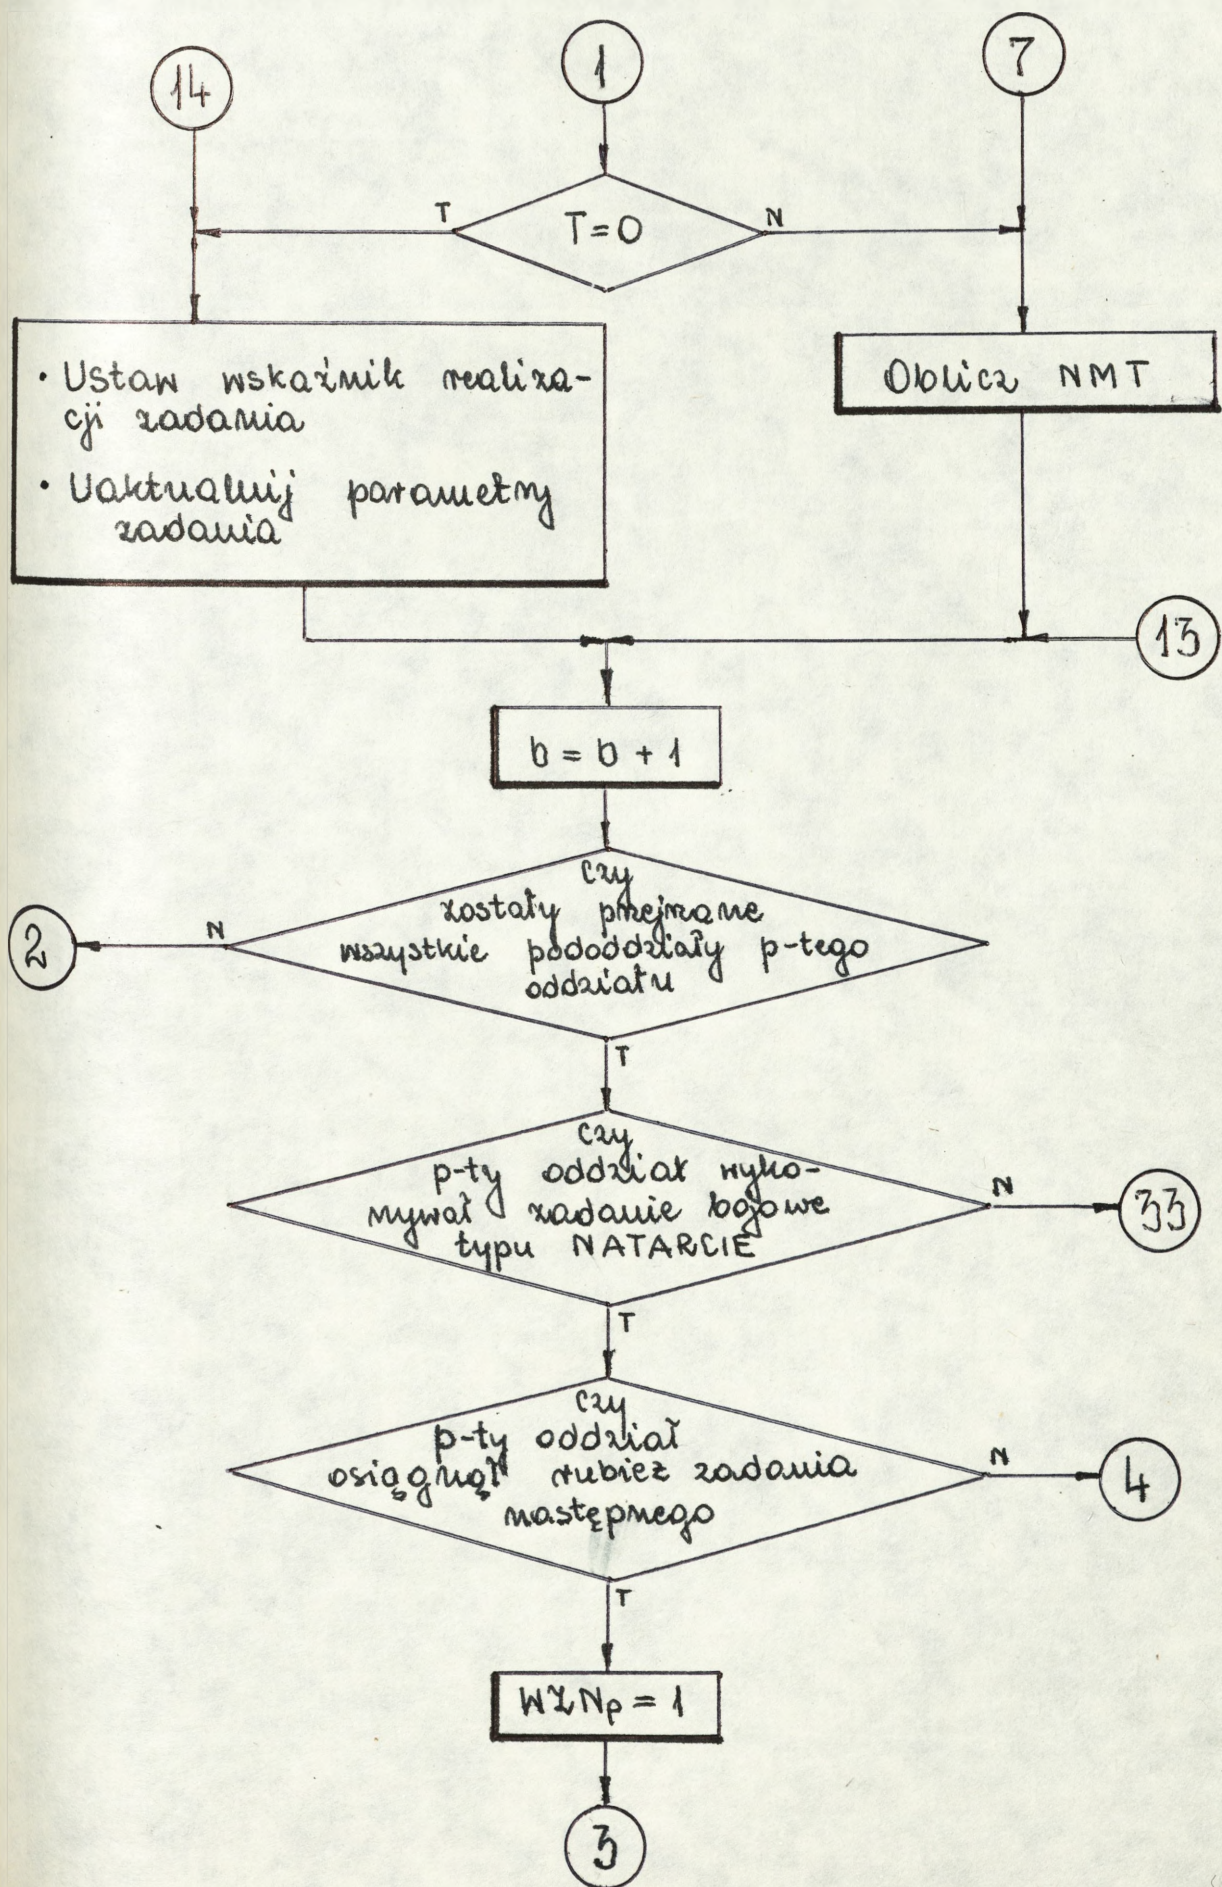 14
1
7
T
T=0
N
• Ustaw wskaźnik realiza-
cji zadania
• Uaktualnij parametry
zadania
Oblicz NMT
13
b = b + 1
czy
zostały przejrzane
wszystkie pododdziały p-tego
oddziału
N
2
T
czy
p-ty oddział wyko-
nywał zadanie bojowe
typu NATARCIE
N
33
T
czy
p-ty oddział
osiągnął rubież zadania
następnego
N
4
T
WZNp = 1
3